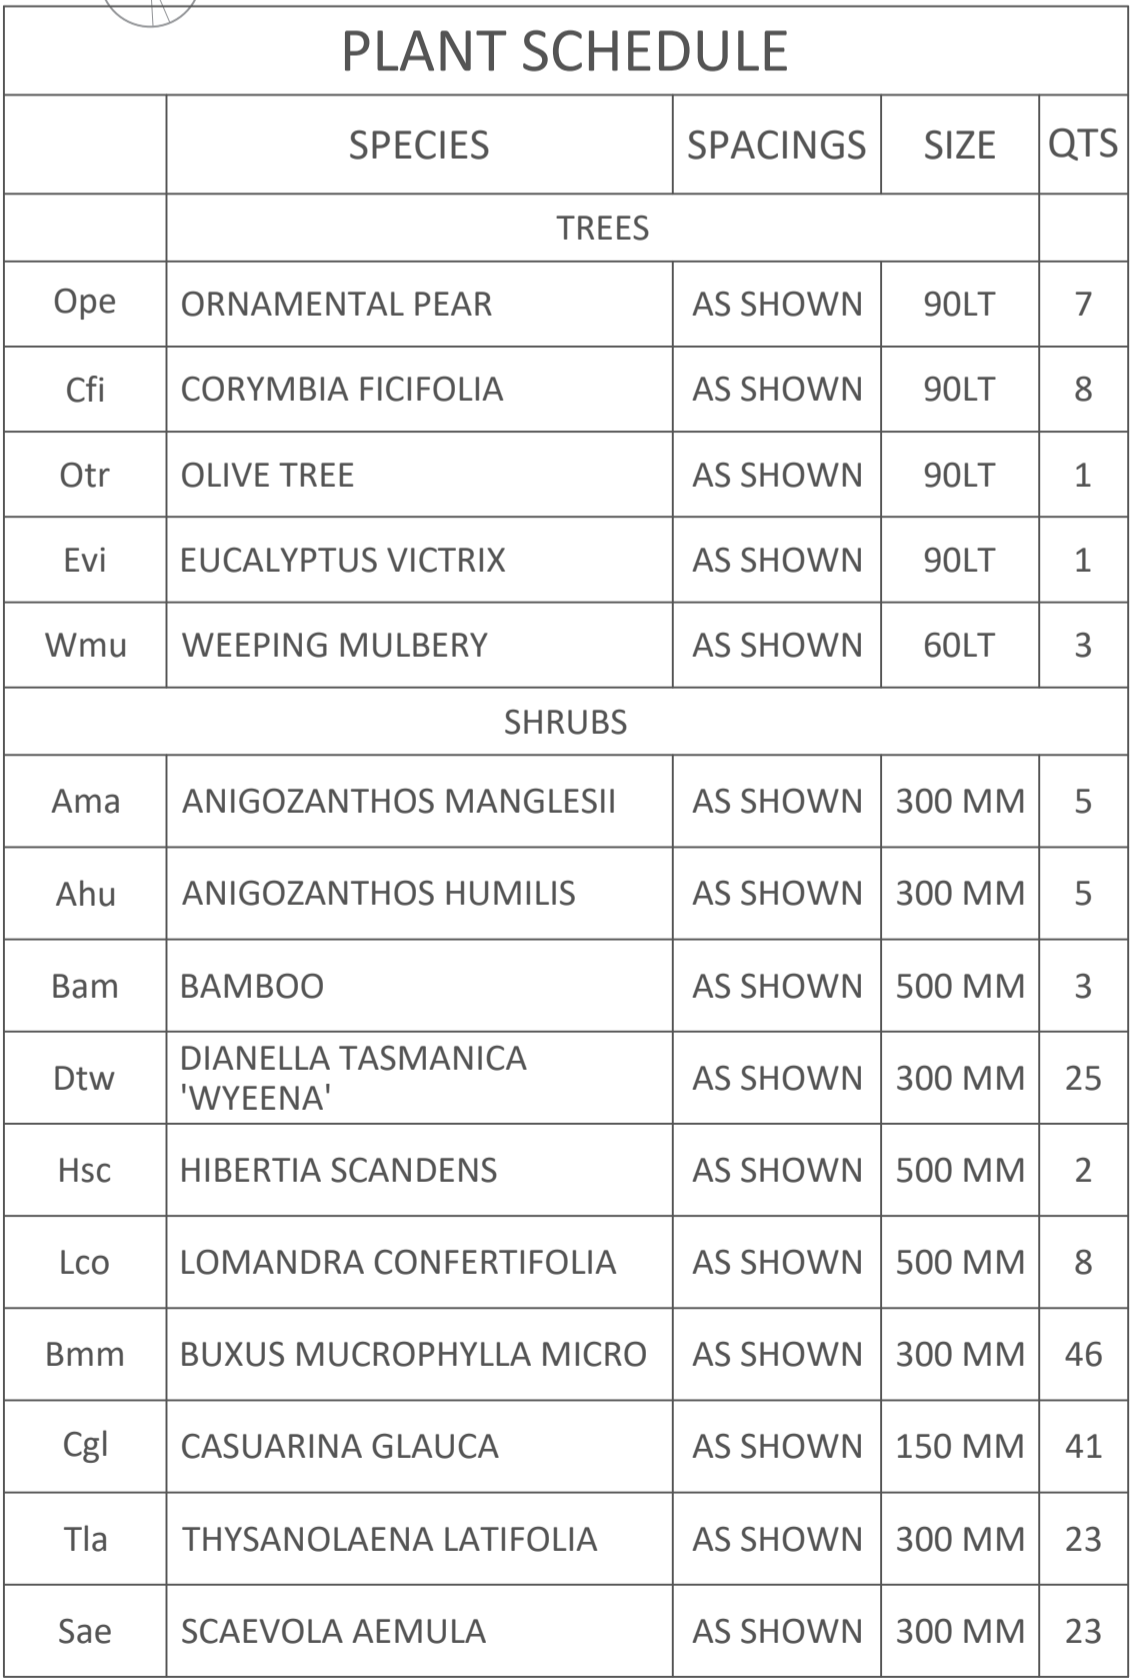 PLANT SCHEDULE
SPECIES SPACINGS SIZE QTS
TREES
Ope ORNAMENTAL PEAR AS SHOWN 90LT 7
Cfi CORYMBIA FICIFOLIA AS SHOWN 90LT 8
Otr OLIVE TREE AS SHOWN 90LT 1
Evi EUCALYPTUS VICTRIX AS SHOWN 90LT 1
Wmu WEEPING MULBERY AS SHOWN 60LT 3
SHRUBS
Ama ANIGOZANTHOS MANGLESII AS SHOWN 300 MM 5
Ahu ANIGOZANTHOS HUMILIS AS SHOWN 300 MM 5
Bam BAMBOO AS SHOWN 500 MM 3
Dtw DIANELLA TASMANICA
'WYEENA' AS SHOWN 300 MM 25
Hsc HIBERTIA SCANDENS AS SHOWN 500 MM 2
Lco LOMANDRA CONFERTIFOLIA AS SHOWN 500 MM 8
Bmm BUXUS MUCROPHYLLA MICRO AS SHOWN 300 MM 46
Cgl CASUARINA GLAUCA AS SHOWN 150 MM 41
Tla THYSANOLAENA LATIFOLIA AS SHOWN 300 MM 23
Sae SCAEVOLA AEMULA AS SHOWN 300 MM 23